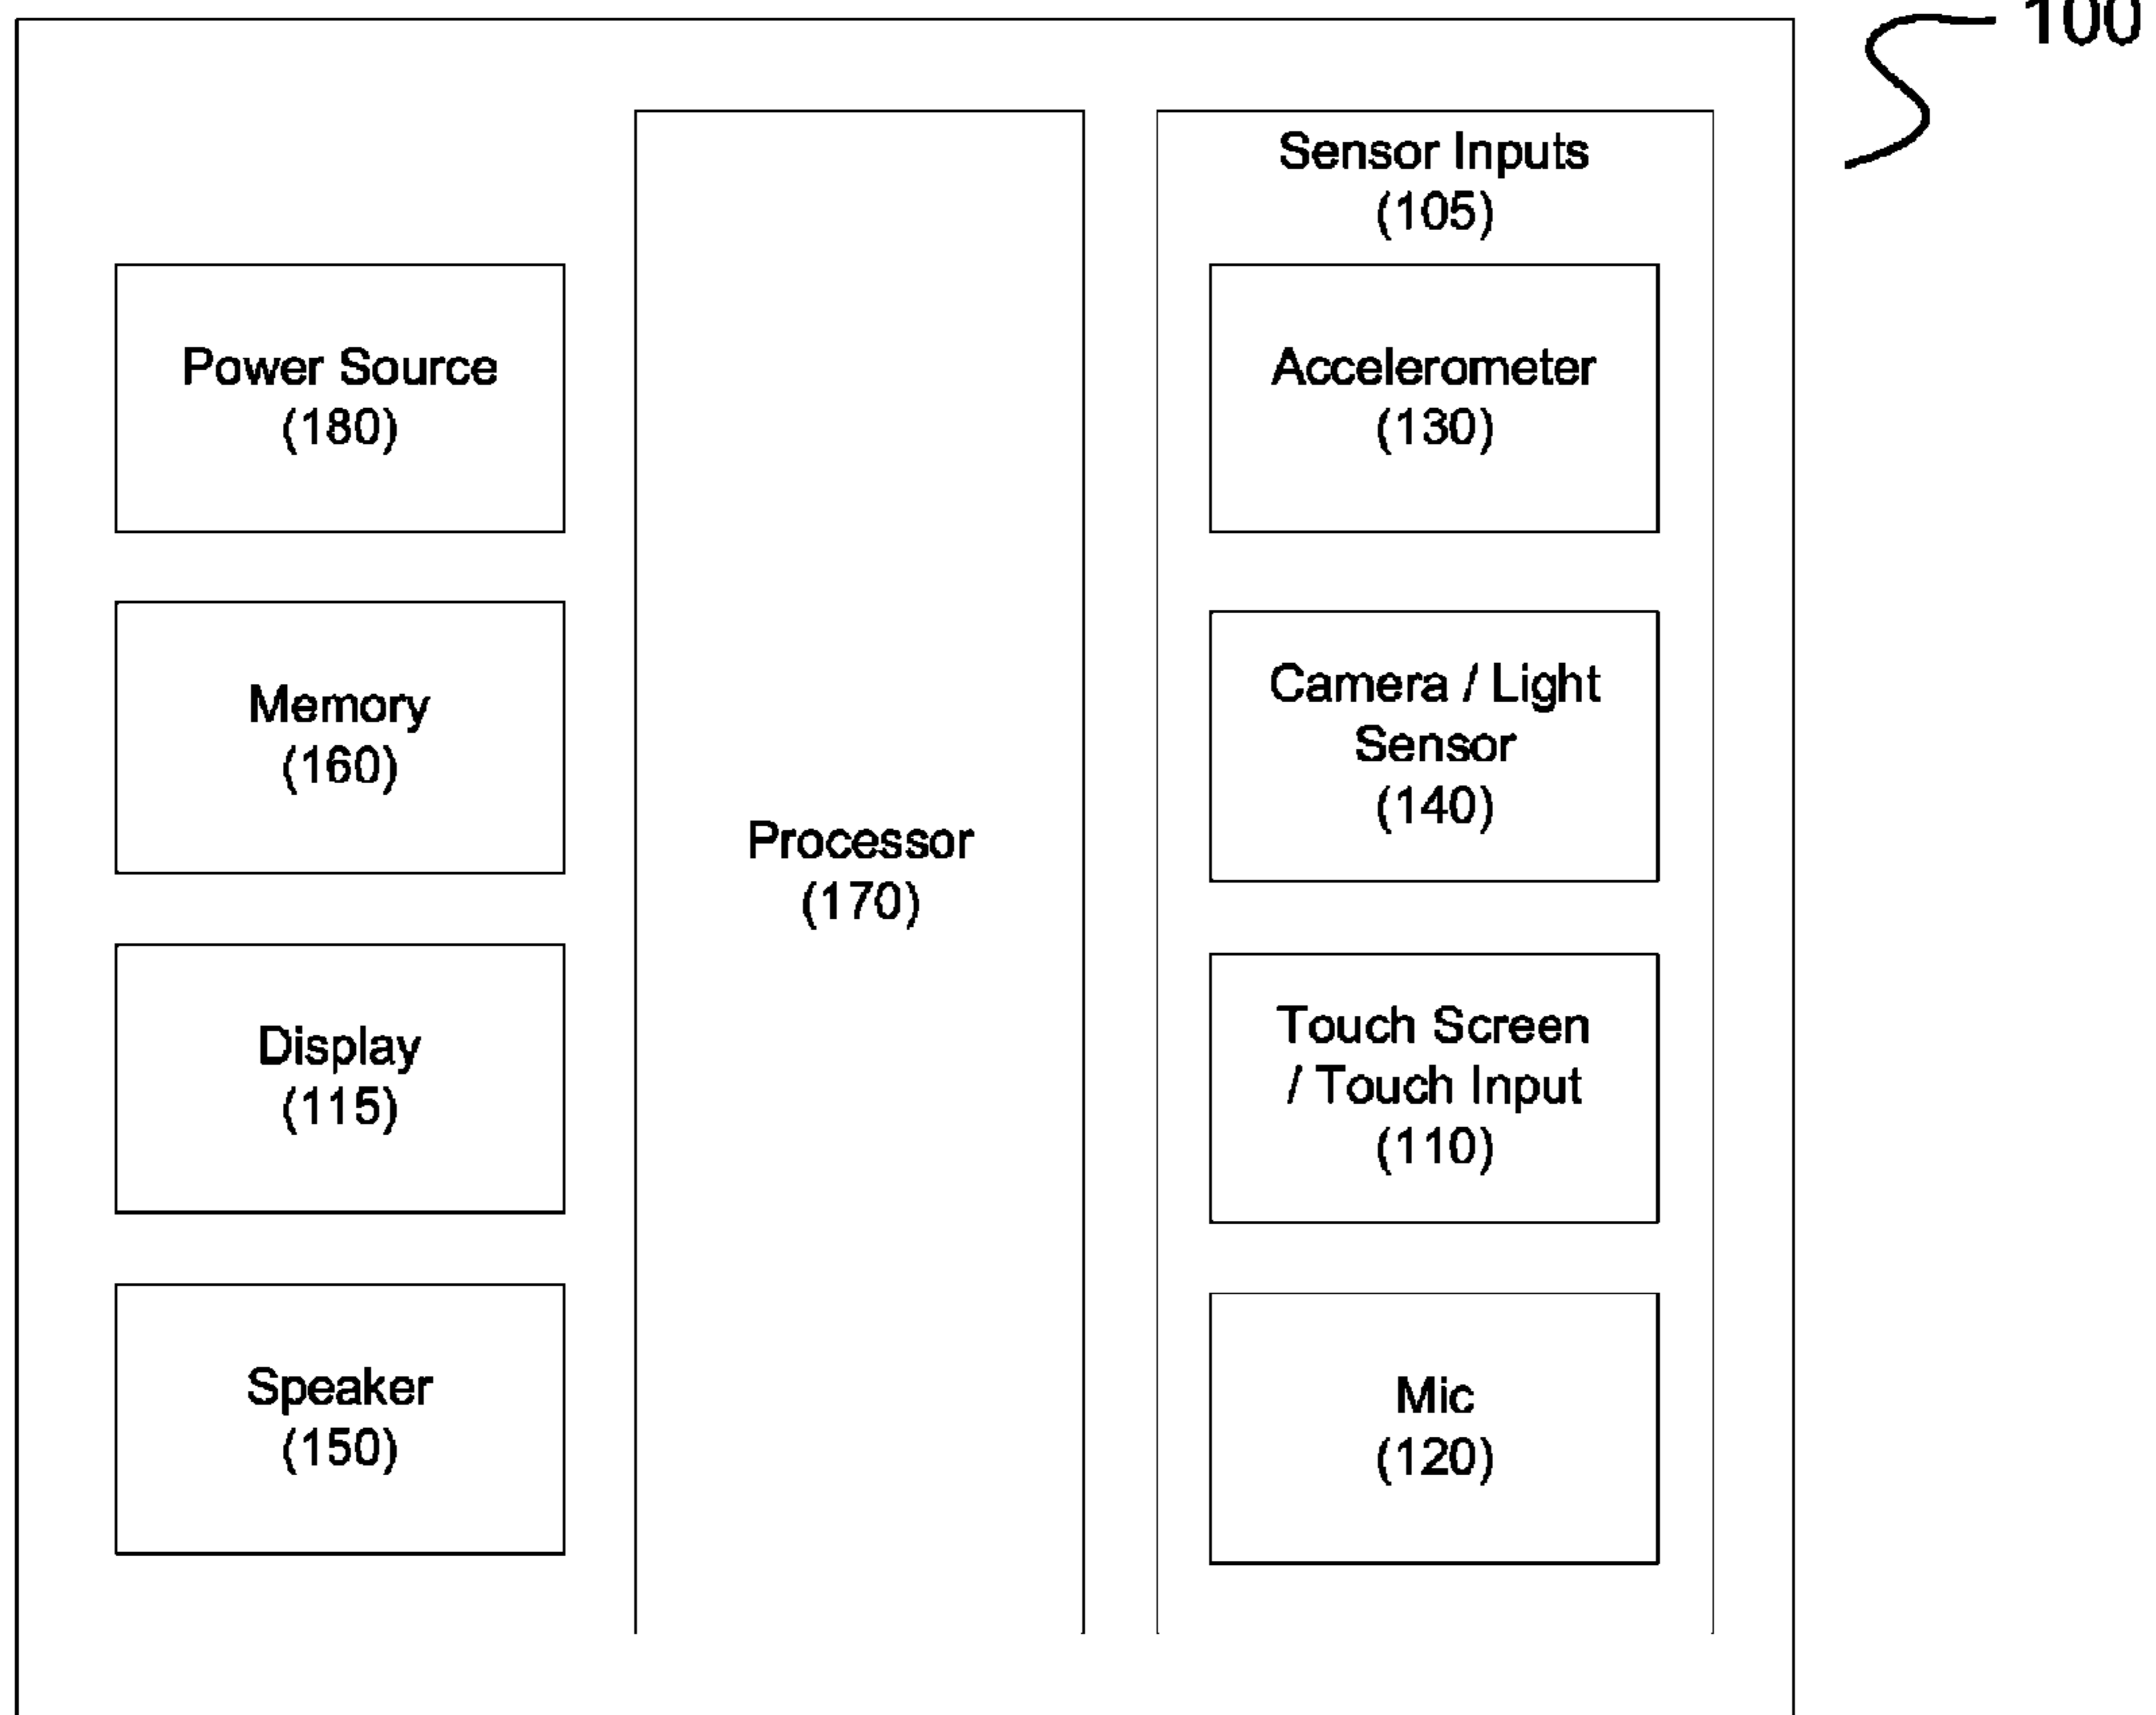 100
Sensor Inputs
(105)
Power Source
(180)
Accelerometer
(130)
Memory
(160)
Camera / Light
Sensor
(140)
Processor
(170)
Display
(115)
Touch Screen
/ Touch Input
(110)
Speaker
(150)
Mic
(120)